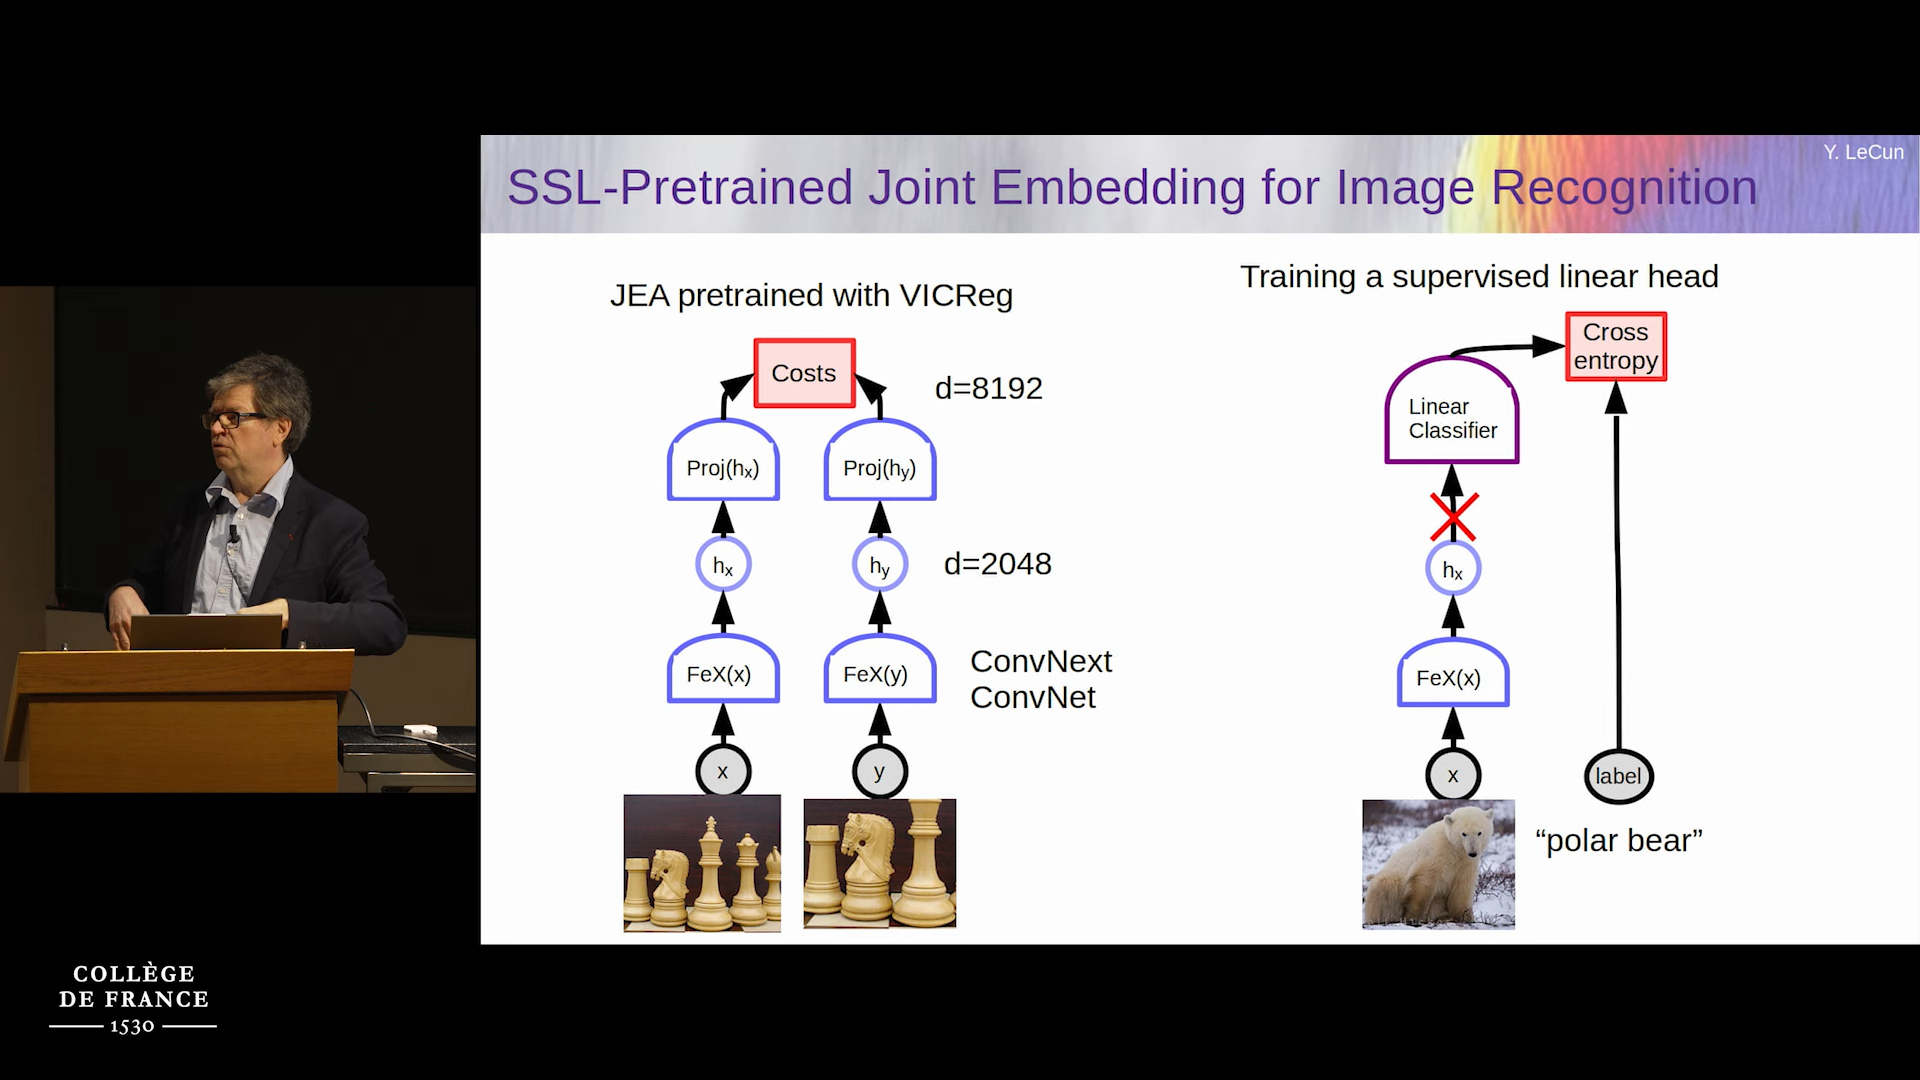 Y. LeCun
SSL-Pretrained Joint Embedding for Image Recognition
JEA pretrained with VICReg
Costs
d=8192
Proj(hx)
Proj(hy)
hx
hy
d=2048
FeX(x)
FeX(y)
ConvNext
ConvNet
x
y
Training a supervised linear head
Cross
entropy
Linear
Classifier
hx
FeX(x)
x
label
“polar bear”
COLLÈGE
DE FRANCE
1530